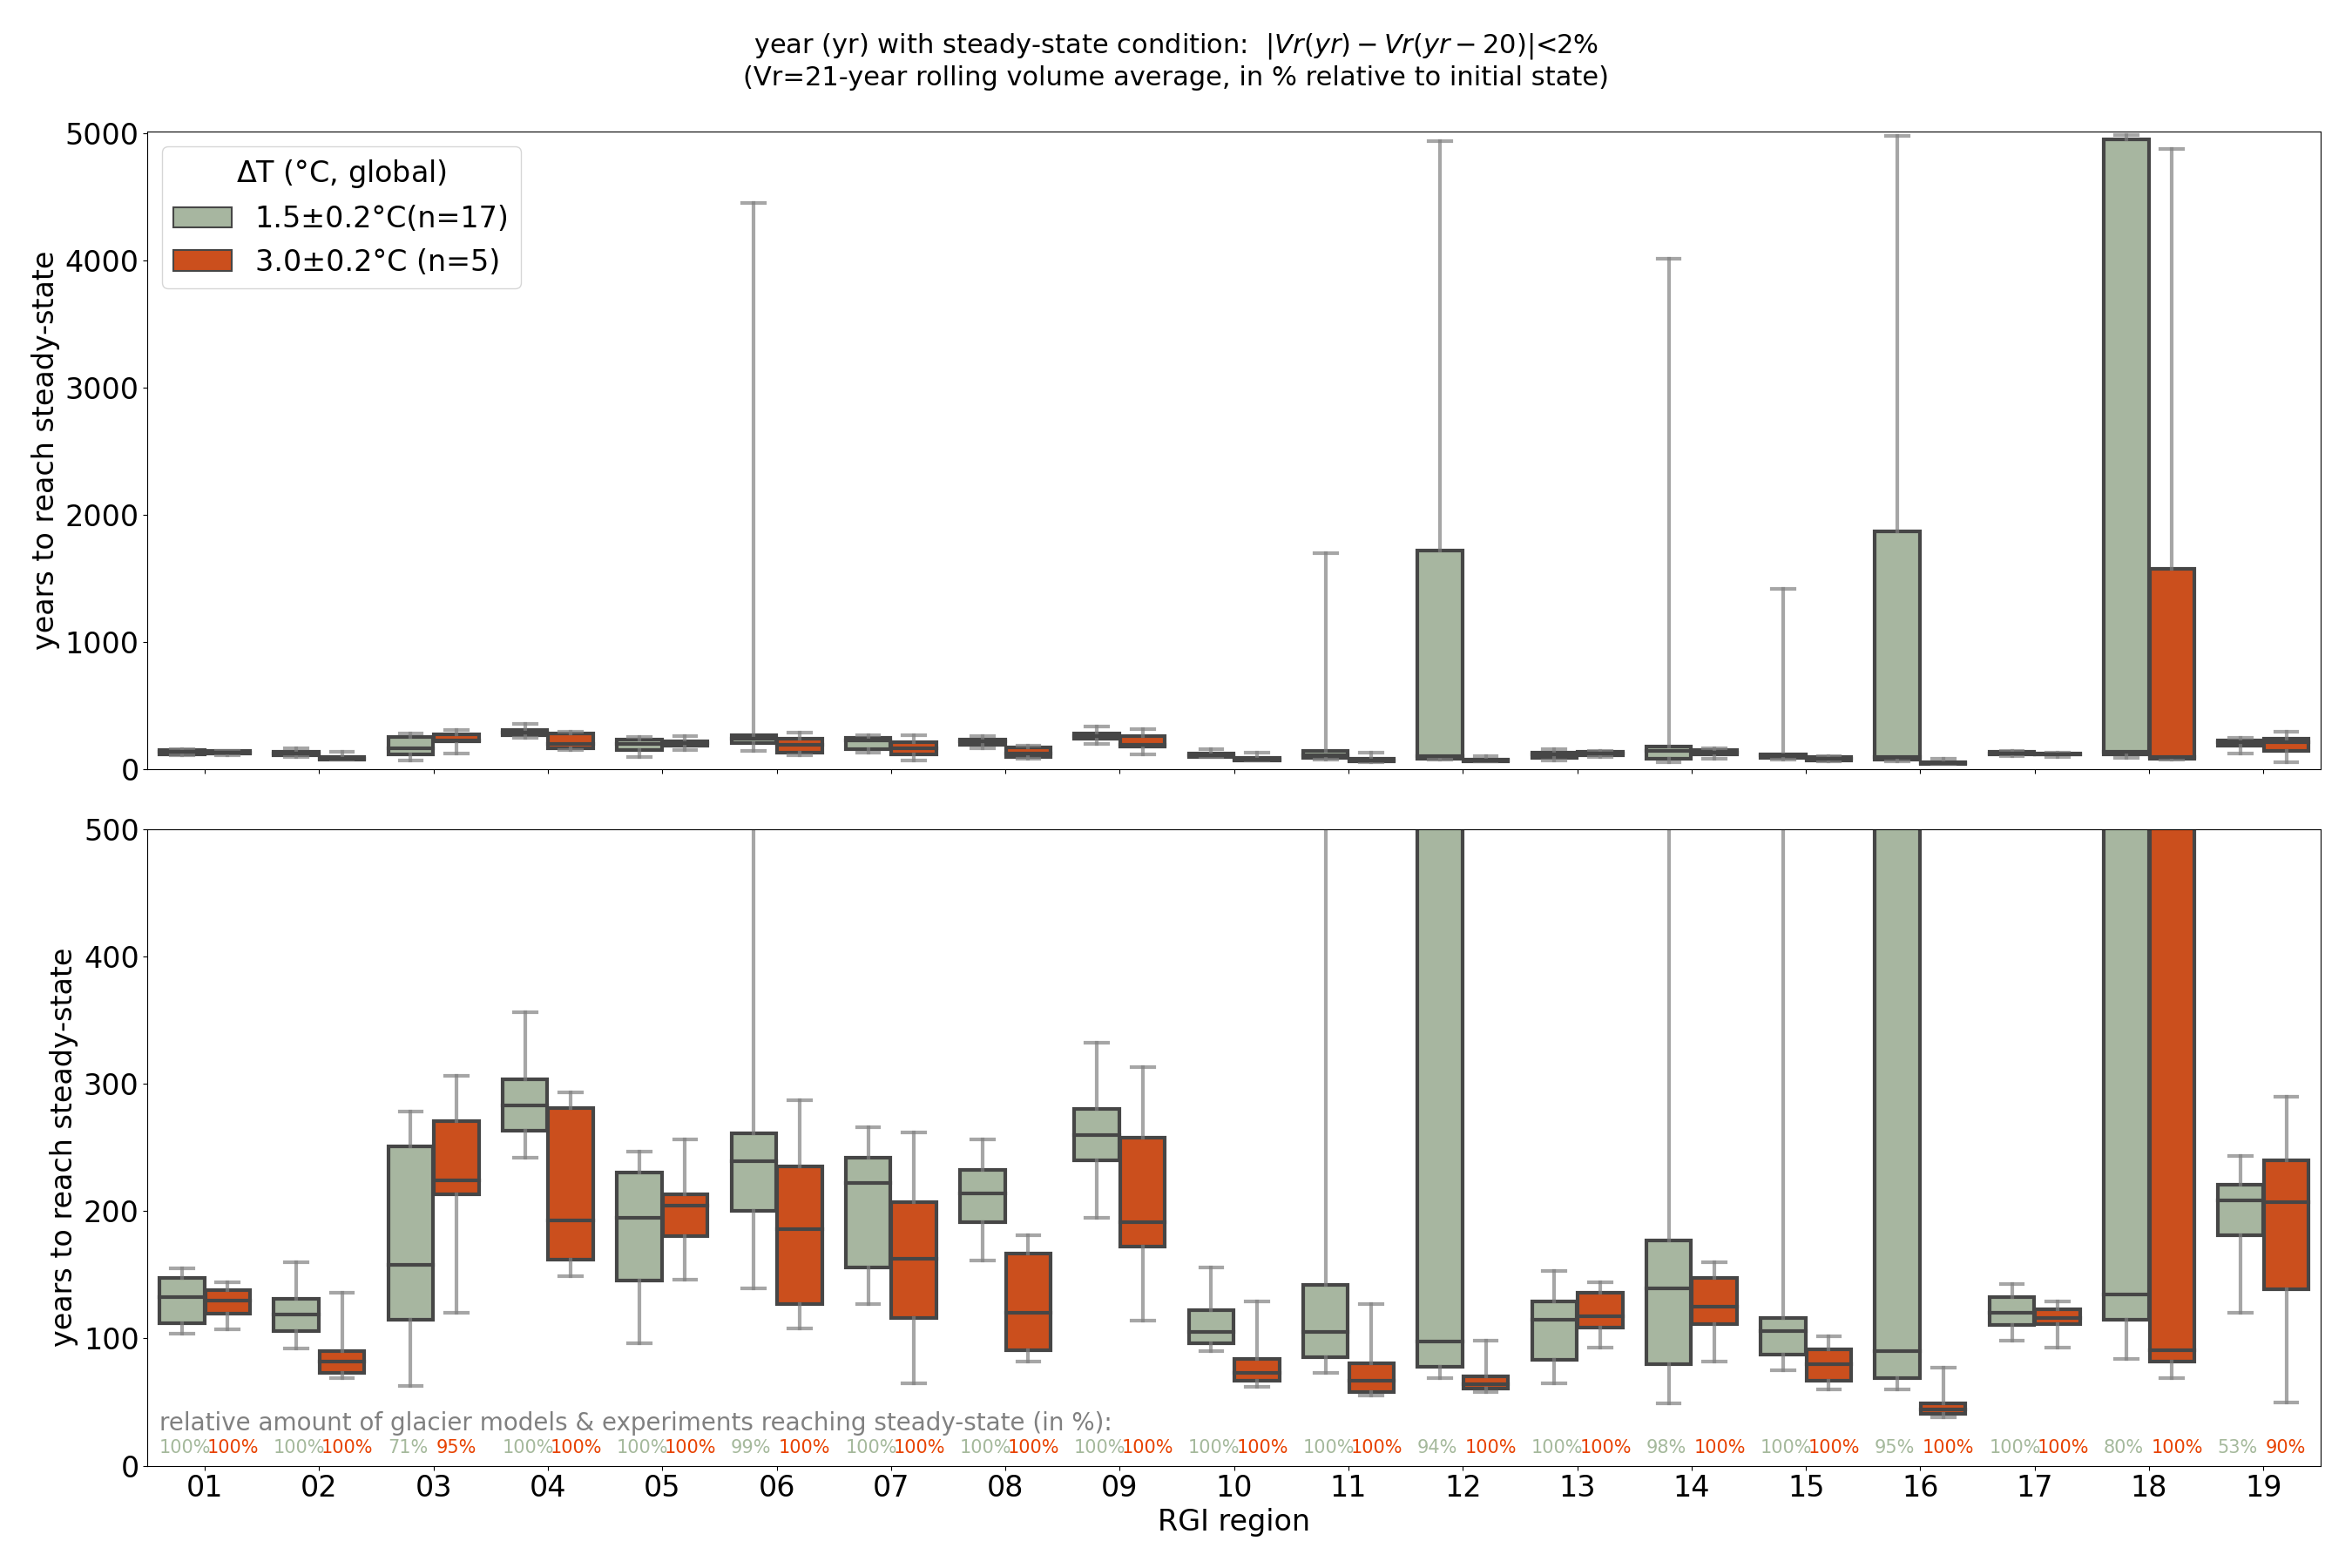 year (yr) with steady-state condition: |Vr(yr) − Vr(yr − 20)|<2%
(Vr=21-year rolling volume average, in % relative to initial state)
5000
4000
3000
2000
1000
0
years to reach steady-state
ΔT (°C, global)
1.5±0.2°C(n=17)
3.0±0.2°C (n=5)
500
400
300
200
100
0
years to reach steady-state
relative amount of glacier models & experiments reaching steady-state (in %):
100% 100% 100% 100% 71% 95% 100% 100% 100% 100% 99% 100% 100% 100% 100% 100% 100% 100% 100% 100% 100% 100% 94% 100% 100% 100% 98% 100% 100% 100% 95% 100% 100% 100% 80% 100% 53% 90%
01 02 03 04 05 06 07 08 09 10 11 12 13 14 15 16 17 18 19
RGI region